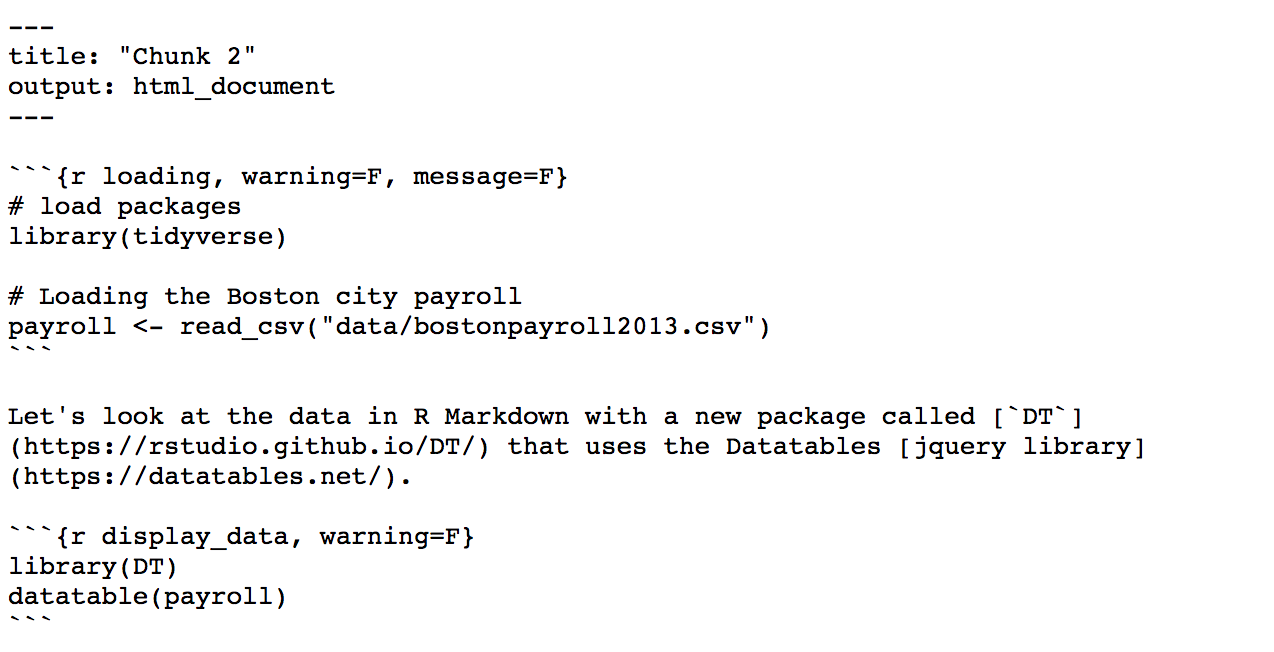 ---
title: "Chunk 2"
output: html_document
---
```{r loading, warning=F, message=F}
# load packages
library(tidyverse)
# Loading the Boston city payroll
payroll <- read_csv("data/bostonpayroll2013.csv")
```
Let's look at the data in R Markdown with a new package called [`DT`]
(https://rstudio.github.io/DT/) that uses the Datatables [jquery library]
(https://datatables.net/).
```{r display_data, warning=F}
library(DT)
datatable(payroll)
```